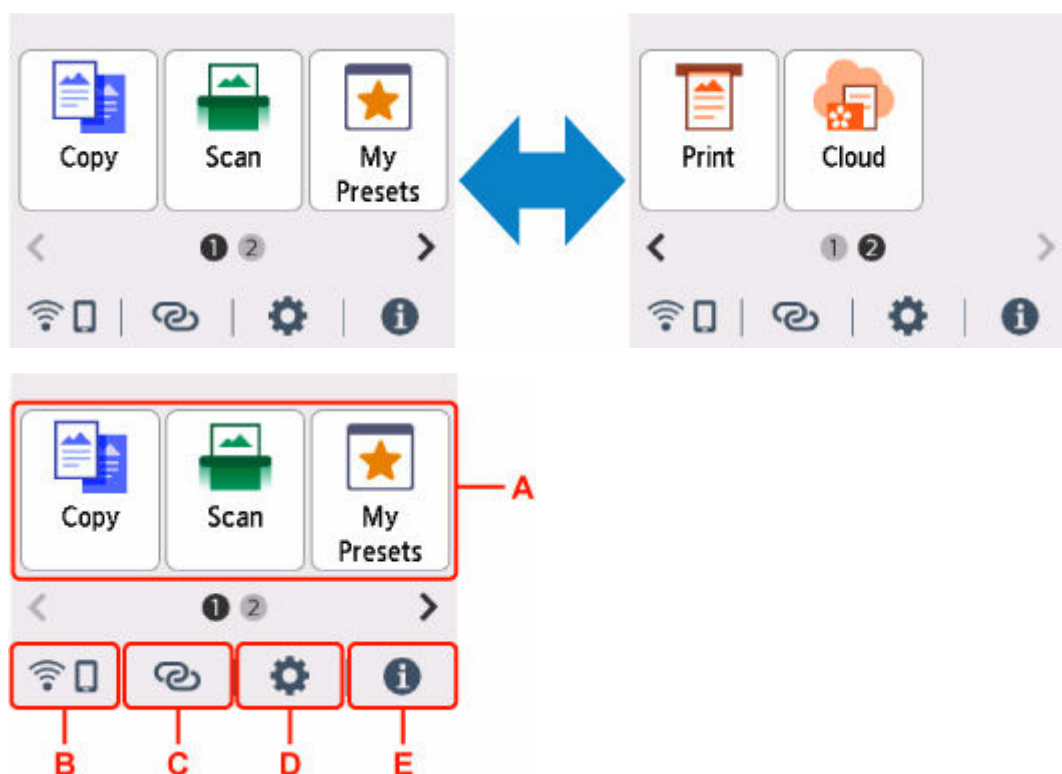 Copy
Scan
My
Presets
1 2
Print
Cloud
1 2
Copy
Scan
My
Presets
A
1 2
B
C
D
E